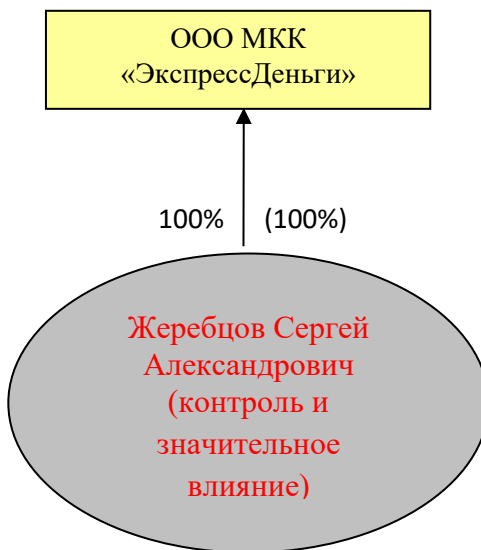 ООО МКК
«ЭкспрессДеньги»
100% (100%)
Жеребцов Сергей
Александрович
(контроль и
значительное
влияние)